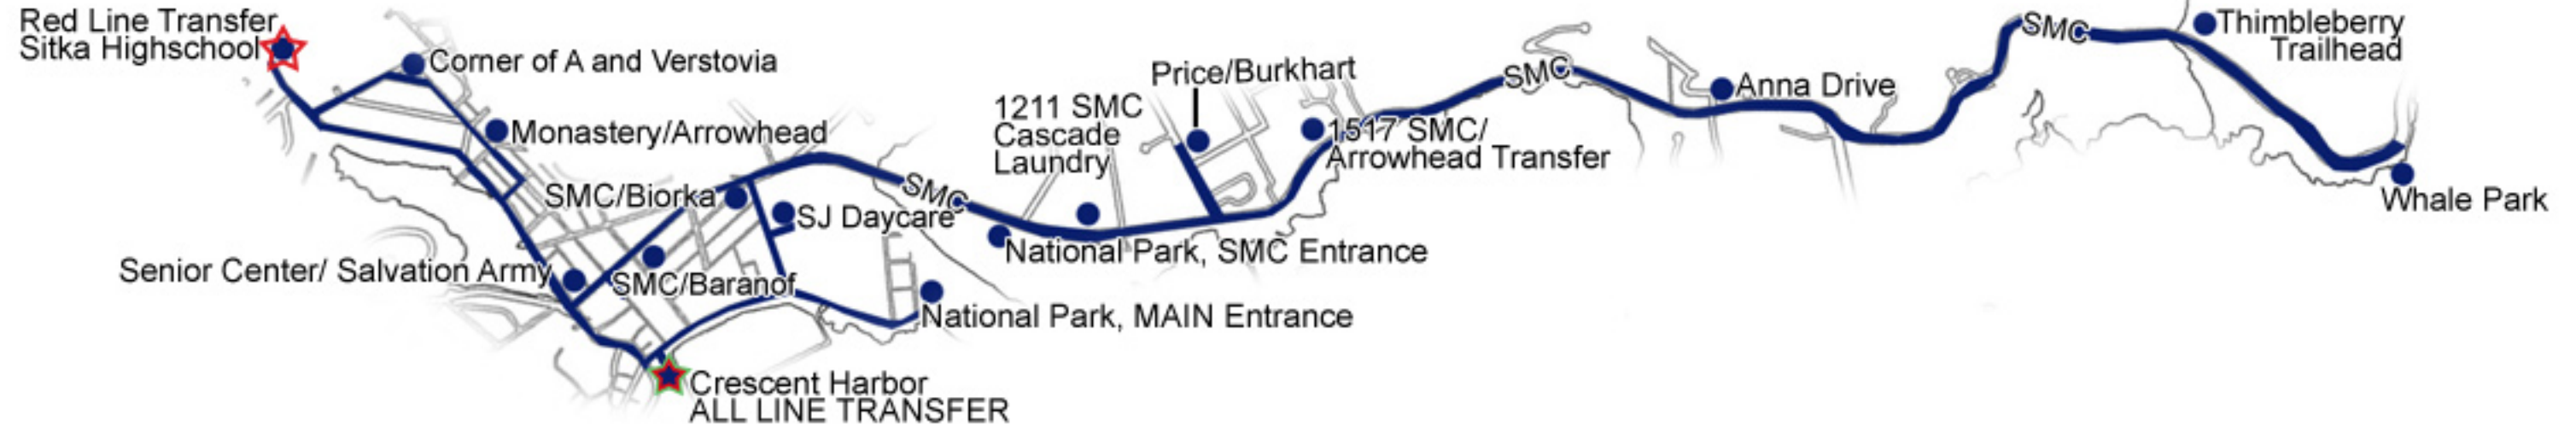 Red Line Transfer
Sitka Highschool
Corner of A and Verstovia
Monastery/Arrowhead
SMC/Biorka
SJ Daycare
Senior Center/ Salvation Army
SMC/Baranof
National Park, MAIN Entrance
Crescent Harbor
ALL LINE TRANSFER
SMC
1211 SMC
Cascade
Laundry
National Park, SMC Entrance
Price/Burkhart
1517 SMC/
Arrowhead Transfer
SMC
Anna Drive
SMC
Thimbleberry
Trailhead
Whale Park